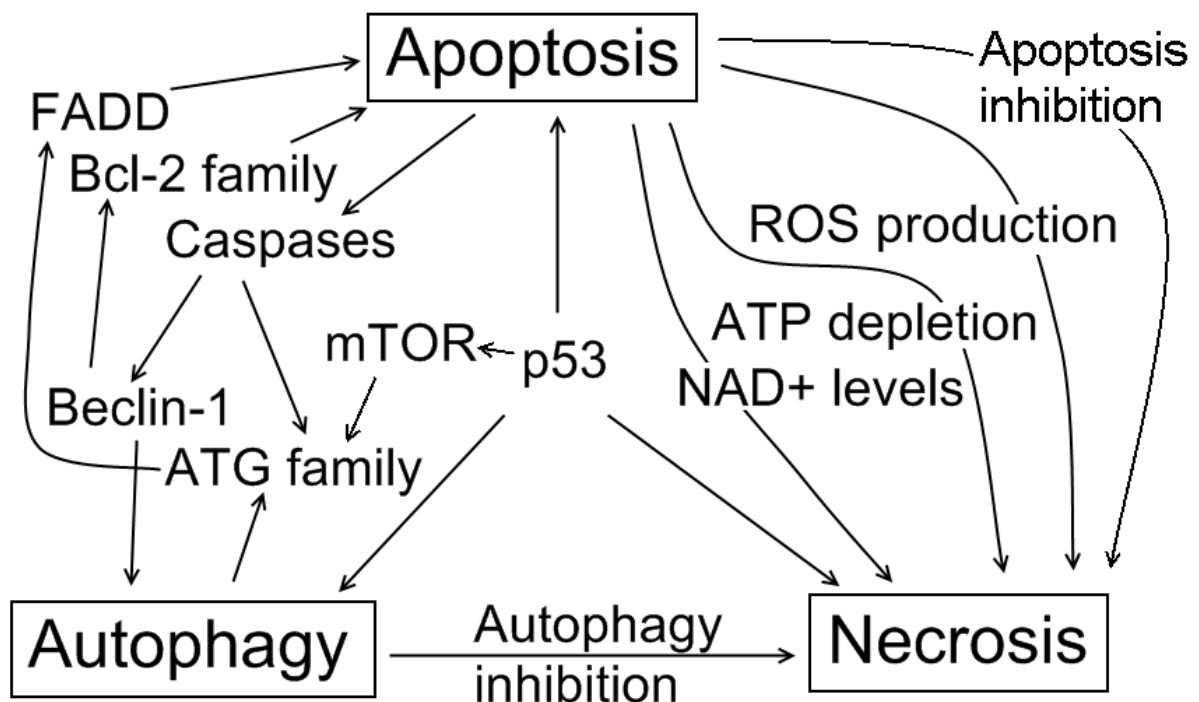 Apoptosis
Apoptosis
inhibition
FADD
Bcl-2 family
Caspases
ROS production
mTOR
p53
ATP depletion
NAD+ levels
Beclin-1
ATG family
Autophagy
Autophagy
inhibition
Necrosis